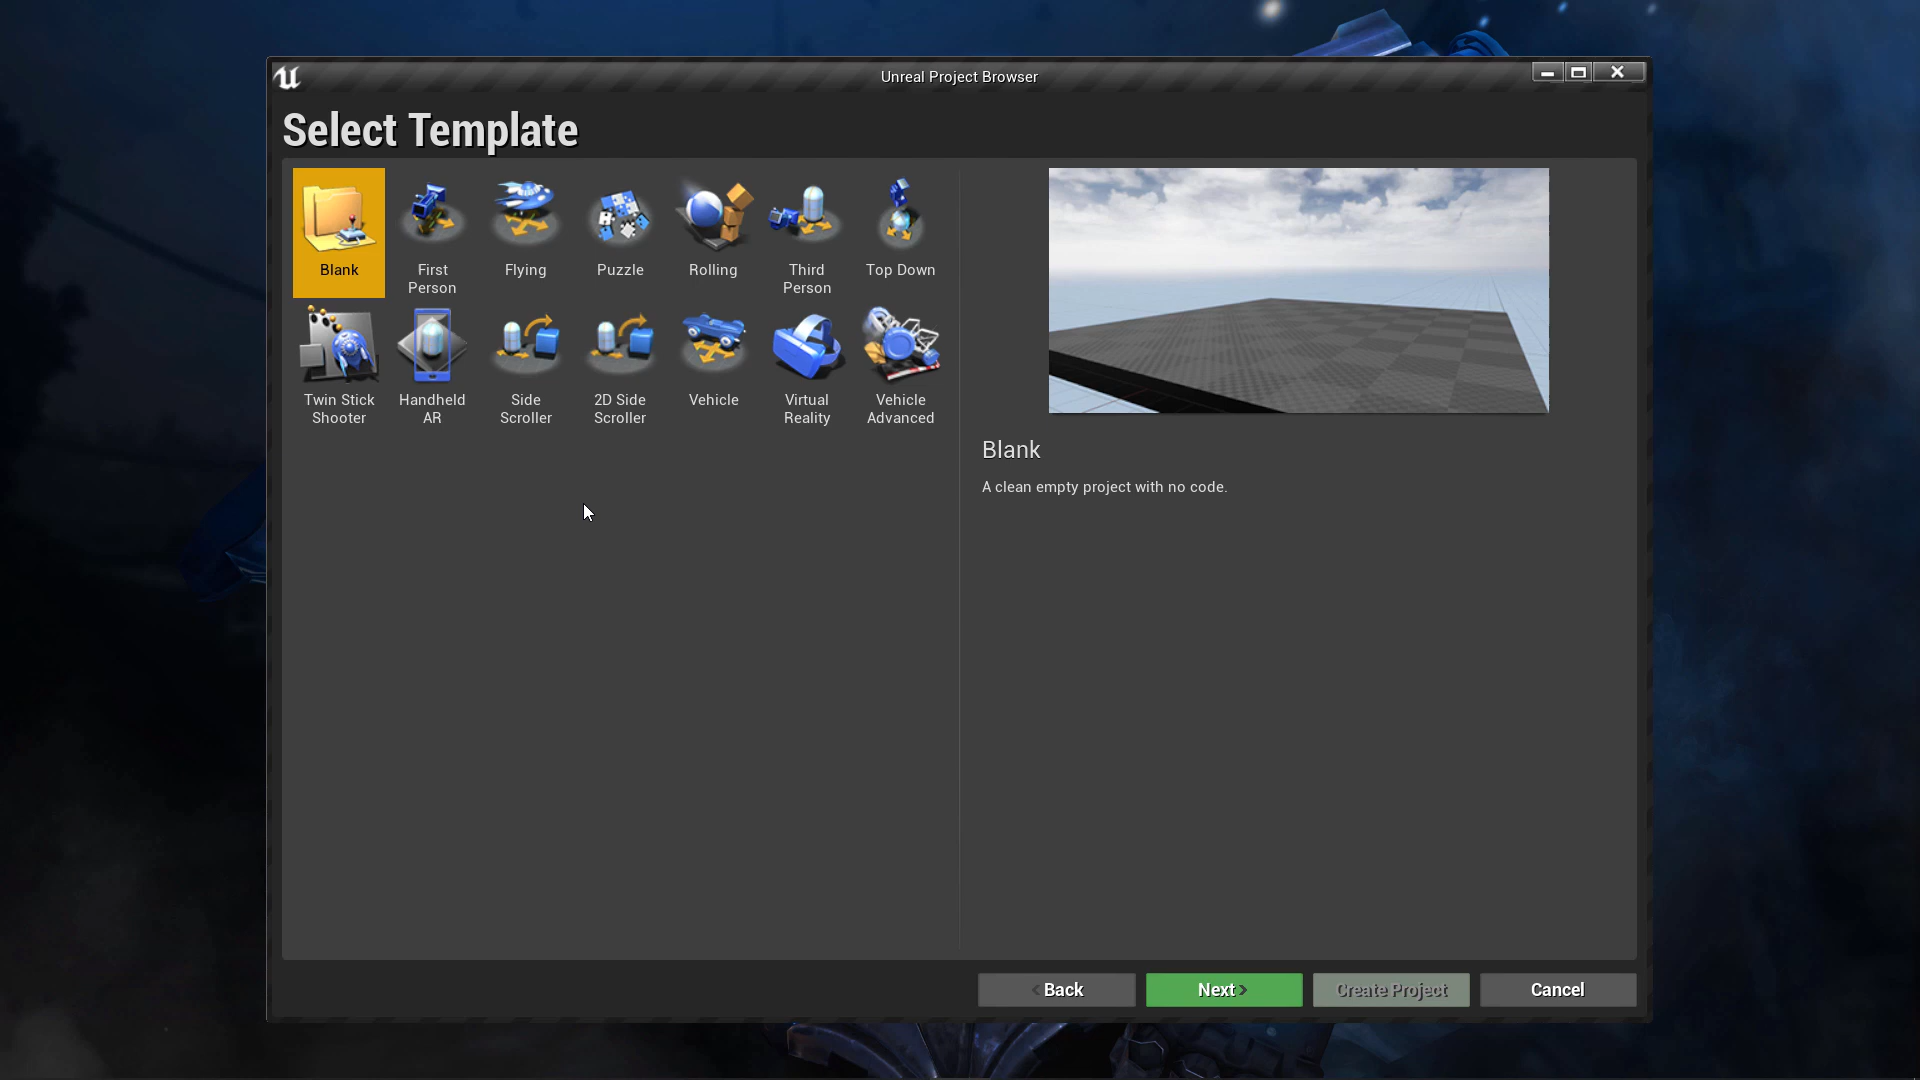 Unreal Project Browser
Select Template
Blank
First
Person
Flying
Puzzle
Rolling
Third
Person
Top Down
Twin Stick
Shooter
Handheld
AR
Side
Scroller
2D Side
Scroller
Vehicle
Virtual
Reality
Vehicle
Advanced
Blank
A clean empty project with no code.
< Back
Next >
Create Project
Cancel